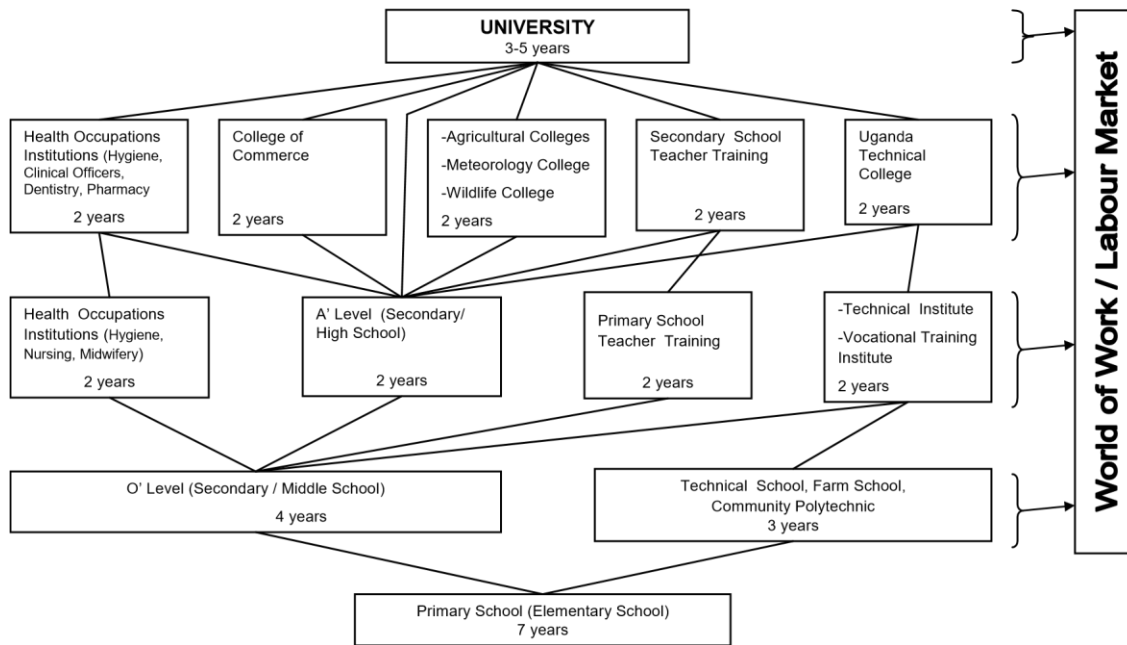 UNIVERSITY
3-5 years
Health Occupations
Institutions (Hygiene,
Clinical Officers,
Dentistry, Pharmacy
2 years
College of
Commerce
2 years
-Agricultural Colleges
-Meteorology College
-Wildlife College
2 years
Secondary School
Teacher Training
2 years
Uganda
Technical
College
2 years
Health Occupations
Institutions (Hygiene,
Nursing, Midwifery)
2 years
A' Level (Secondary/
High School)
2 years
Primary School
Teacher Training
2 years
-Technical Institute
-Vocational Training
Institute
2 years
O' Level (Secondary / Middle School)
4 years
Technical School, Farm School,
Community Polytechnic
3 years
Primary School (Elementary School)
7 years
World of Work / Labour Market